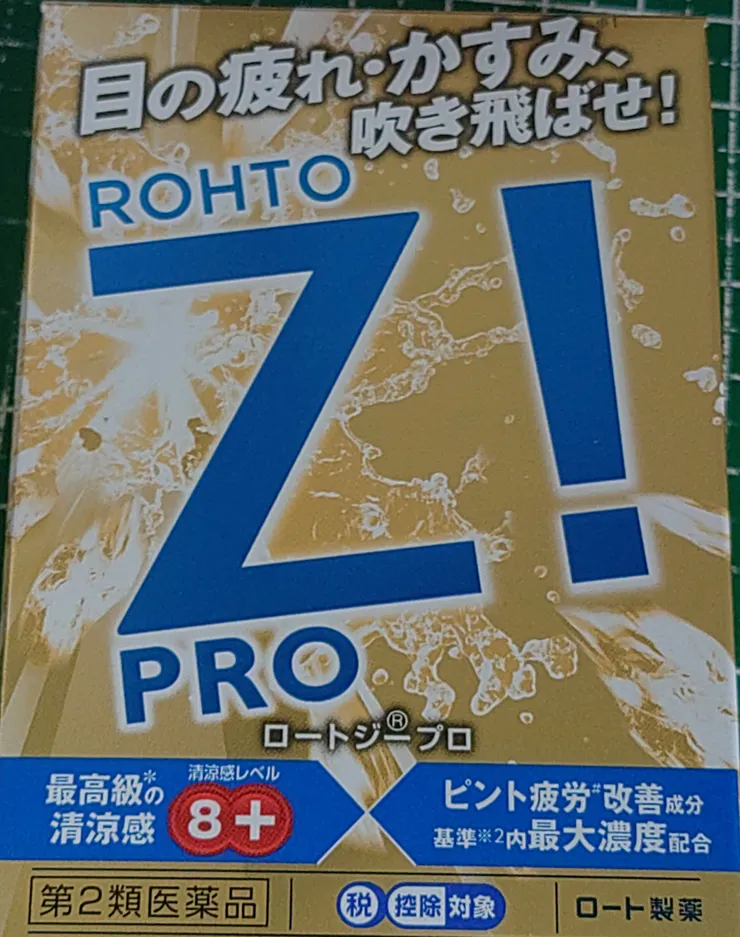 目の疲れ・かすみ、
吹き飛ばせ!
ROHTO
Z!
PRO
ロートジー®プロ
最高級※の
清涼感
清涼感レベル
8+
ピント疲労#改善成分
基準※2内最大濃度配合
第2類医薬品
税 控除 対象
ロート製薬